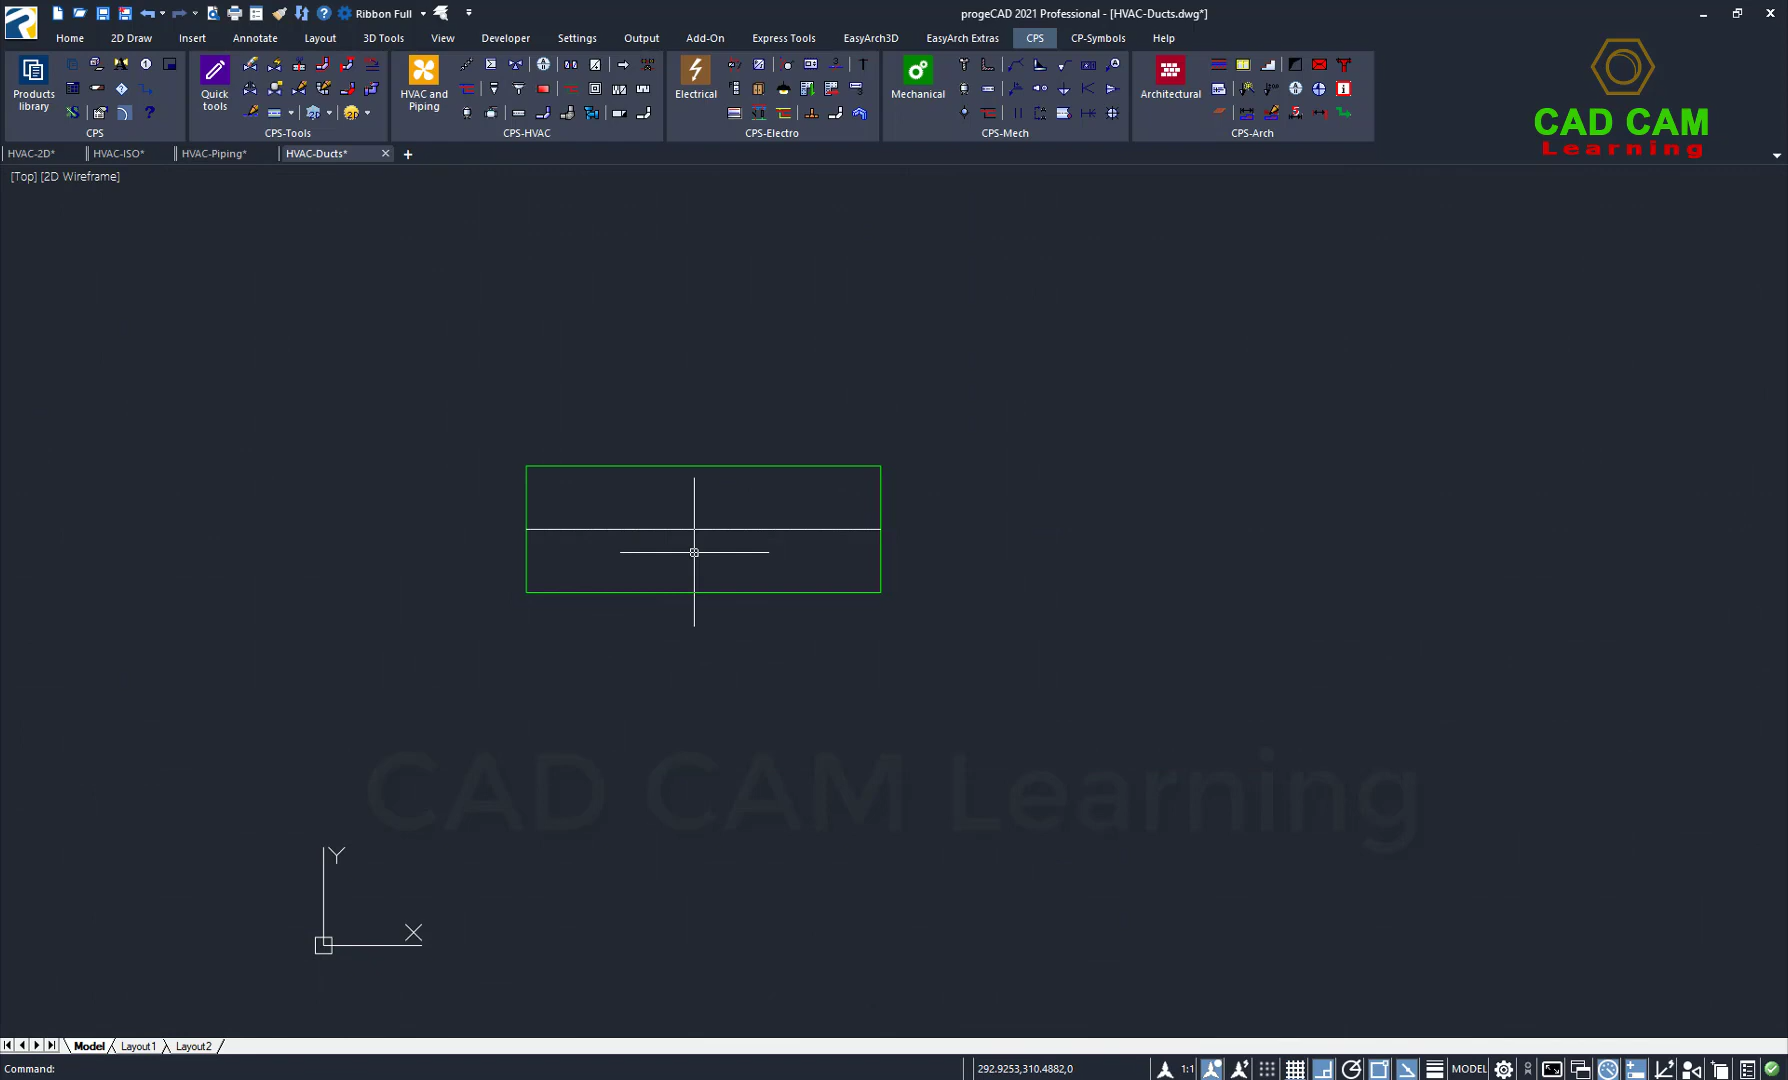 Ribbon Full
progeCAD 2021 Professional - [HVAC-Ducts.dwg*]
Home 2D Draw Insert Annotate Layout 3D Tools View Developer Settings Output Add-On Express Tools EasyArch3D EasyArch Extras CPS CP-Symbols Help
Products library
CPS
Quick tools
CPS-Tools
HVAC and Piping
CPS-HVAC
Electrical
CPS-Electro
Mechanical
CPS-Mech
Architectural
CPS-Arch
CAD CAM
Learning
HVAC-2D* HVAC-ISO* HVAC-Piping* HVAC-Ducts*
[Top] [2D Wireframe]
CAD CAM Learning
Y
X
Model Layout1 Layout2
Command:
292.9253,310.4882,0
1:1
MODEL